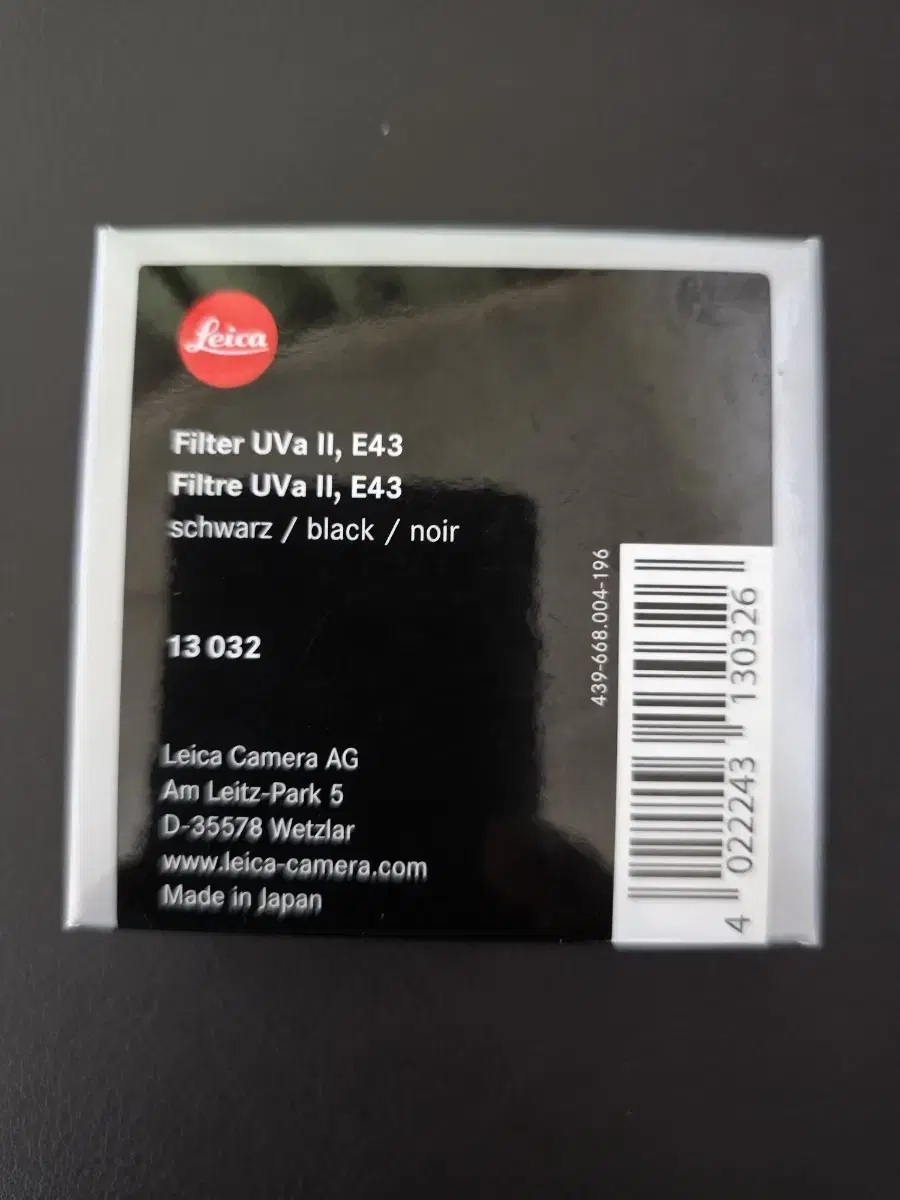 Leica
Filter UVa II, E43
Filtre UVa II, E43
schwarz / black / noir
13 032
Leica Camera AG
Am Leitz-Park 5
D-35578 Wetzlar
www.leica-camera.com
Made in Japan
439-668.004-196
4 022243 130326